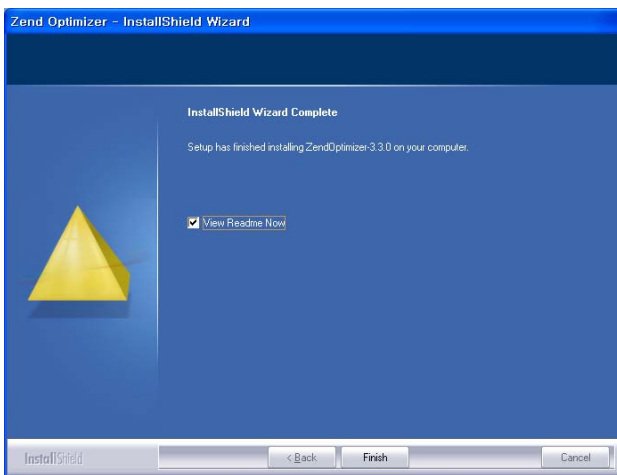 Zend Optimizer - InstallShield Wizard
InstallShield Wizard Complete
Setup has finished installing ZendOptimizer-3.3.0 on your computer.
View Readme Now
InstallShield
< Back
Finish
Cancel